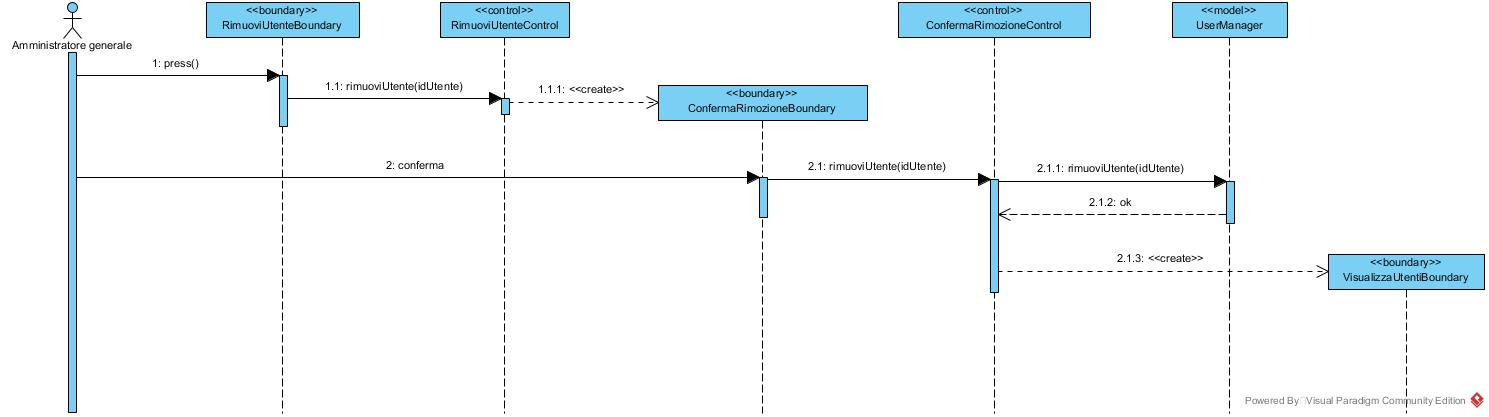 <<boundary>>
RimuoviUtenteBoundary
<<control>>
RimuoviUtenteControl
<<control>>
ConfermaRimozioneControl
<<model>>
UserManager
Amministratore generale
1: press()
1.1: rimuoviUtente(idUtente)
1.1.1: <<create>>
<<boundary>>
ConfermaRimozioneBoundary
2: conferma
2.1: rimuoviUtente(idUtente)
2.1.1: rimuoviUtente(idUtente)
2.1.2: ok
2.1.3: <<create>>
<<boundary>>
VisualizzaUtentiBoundary
Powered By Visual Paradigm Community Edition